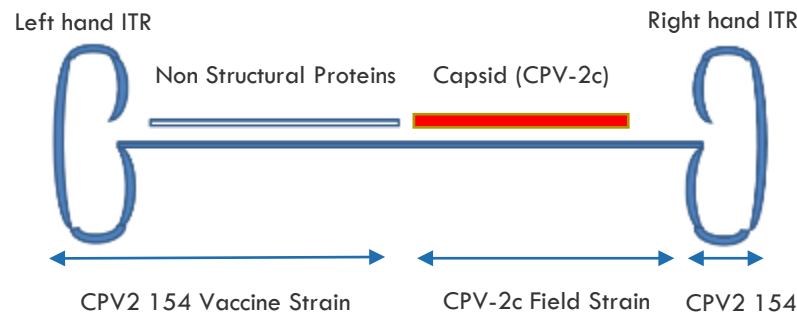 Left hand ITR
Right hand ITR
Non Structural Proteins
Capsid (CPV-2c)
CPV2 154 Vaccine Strain
CPV-2c Field Strain
CPV2 154